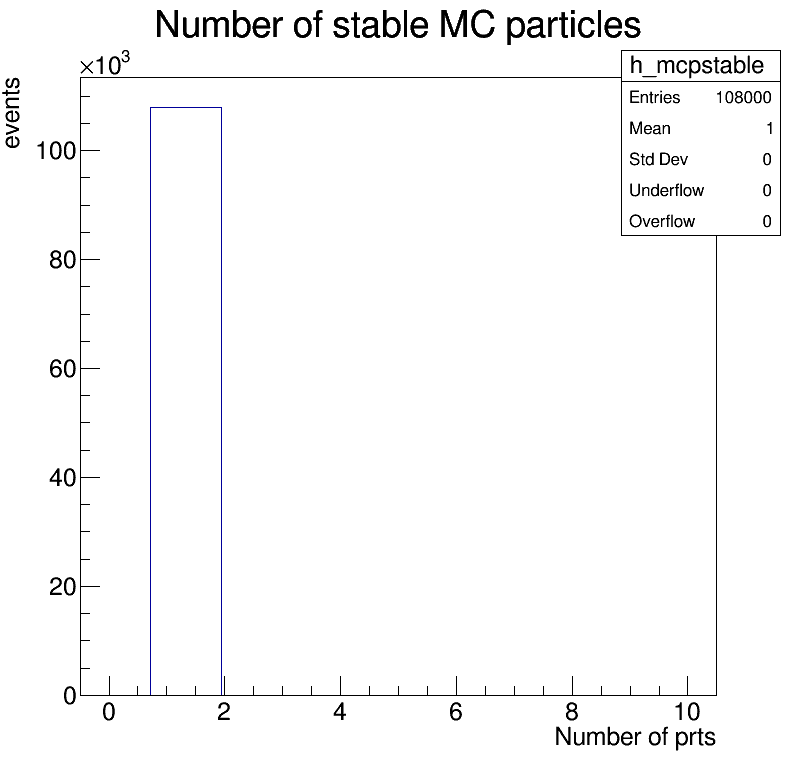 Number of stable MC particles
×10³
events
h_mcpstable
Entries 108000
Mean 1
Std Dev 0
Underflow 0
Overflow 0
100
80
60
40
20
0
0 2 4 6 8 10
Number of prts